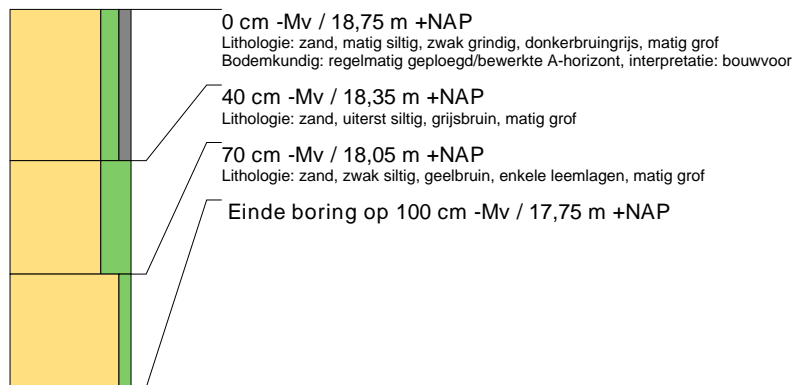 0 cm -Mv / 18,75 m +NAP
Lithologie: zand, matig siltig, zwak grindig, donkerbruingrijs, matig grof
Bodemkundig: regelmatig geploegd/bewerkte A-horizont, interpretatie: bouwvoor
40 cm -Mv / 18,35 m +NAP
Lithologie: zand, uiterst siltig, grijsbruin, matig grof
70 cm -Mv / 18,05 m +NAP
Lithologie: zand, zwak siltig, geelbruin, enkele leemlagen, matig grof
Einde boring op 100 cm -Mv / 17,75 m +NAP